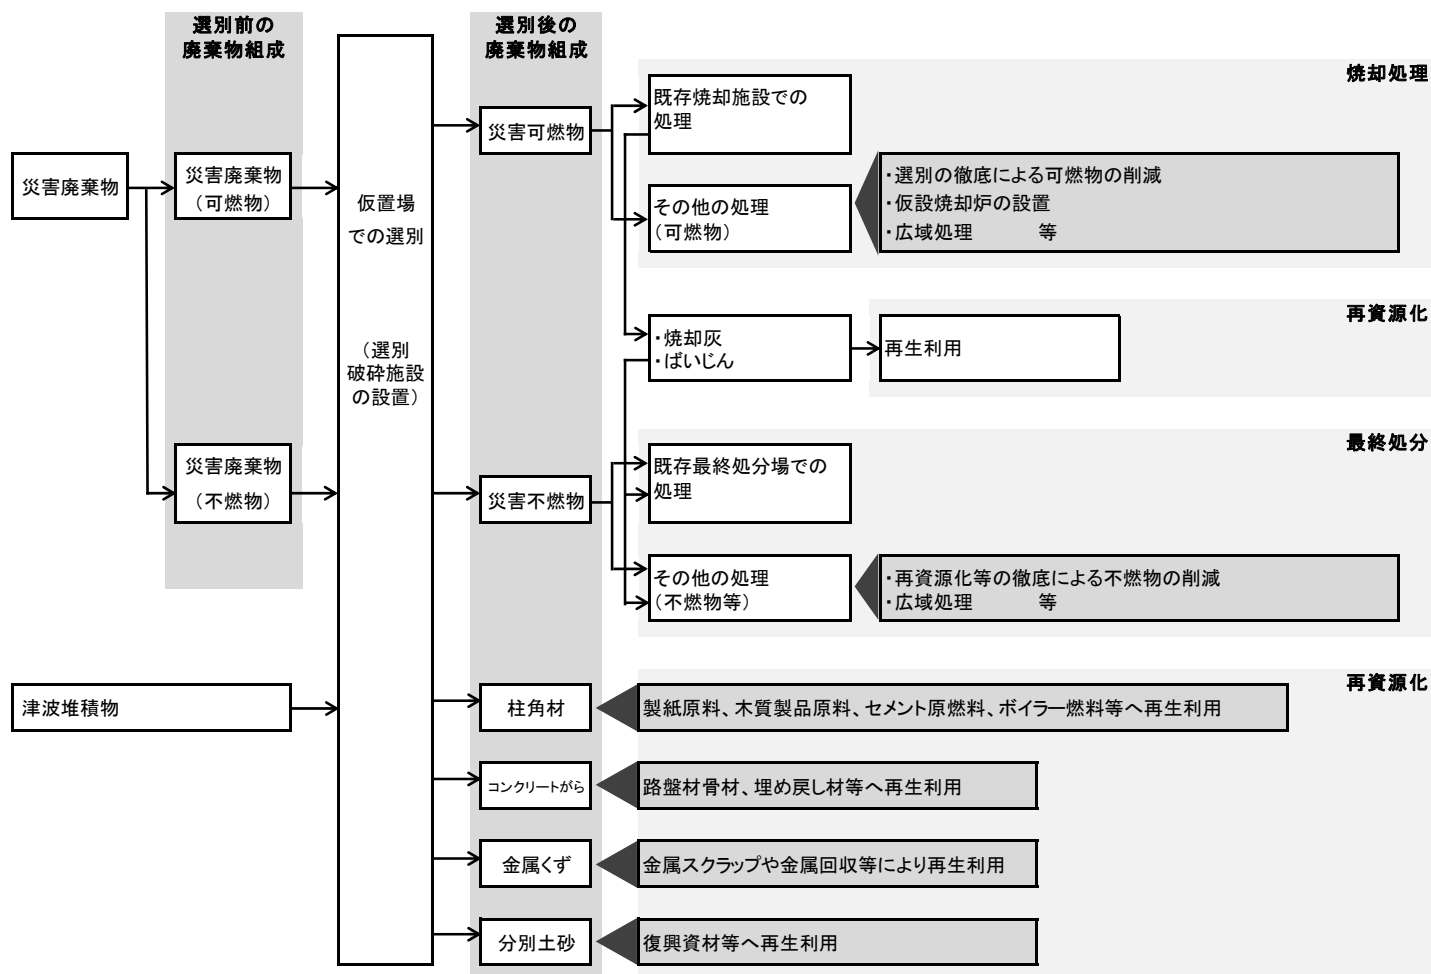 選別前の
廃棄物組成
選別後の
廃棄物組成
焼却処理
災害廃棄物
災害廃棄物
（可燃物）
仮置場
での選別
（選別
破砕施設
の設置）
災害可燃物
既存焼却施設での
処理
その他の処理
（可燃物）
・選別の徹底による可燃物の削減
・仮設焼却炉の設置
・広域処理　　　等
再資源化
・焼却灰
・ばいじん
再生利用
最終処分
災害廃棄物
（不燃物）
災害不燃物
既存最終処分場での
処理
その他の処理
（不燃物等）
・再資源化等の徹底による不燃物の削減
・広域処理　　　等
再資源化
津波堆積物
柱角材
製紙原料、木質製品原料、セメント原燃料、ボイラー燃料等へ再生利用
コンクリートがら
路盤材骨材、埋め戻し材等へ再生利用
金属くず
金属スクラップや金属回収等により再生利用
分別土砂
復興資材等へ再生利用